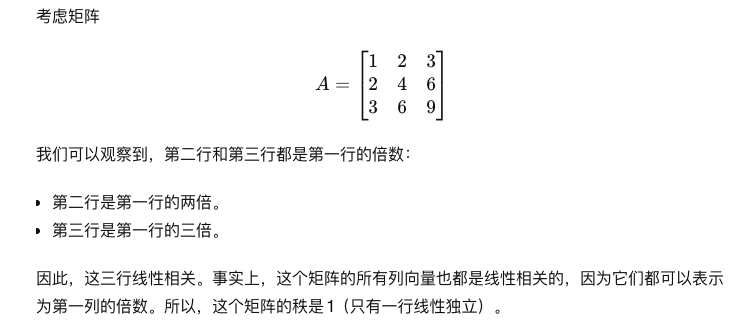 考虑矩阵
A = [1 2 3
2 4 6
3 6 9]
我们可以观察到，第二行和第三行都是第一行的倍数：
• 第二行是第一行的两倍。
• 第三行是第一行的三倍。
因此，这三行线性相关。事实上，这个矩阵的所有列向量也都是线性相关的，因为它们都可以表示
为第一列的倍数。所以，这个矩阵的秩是 1（只有一行线性独立）。